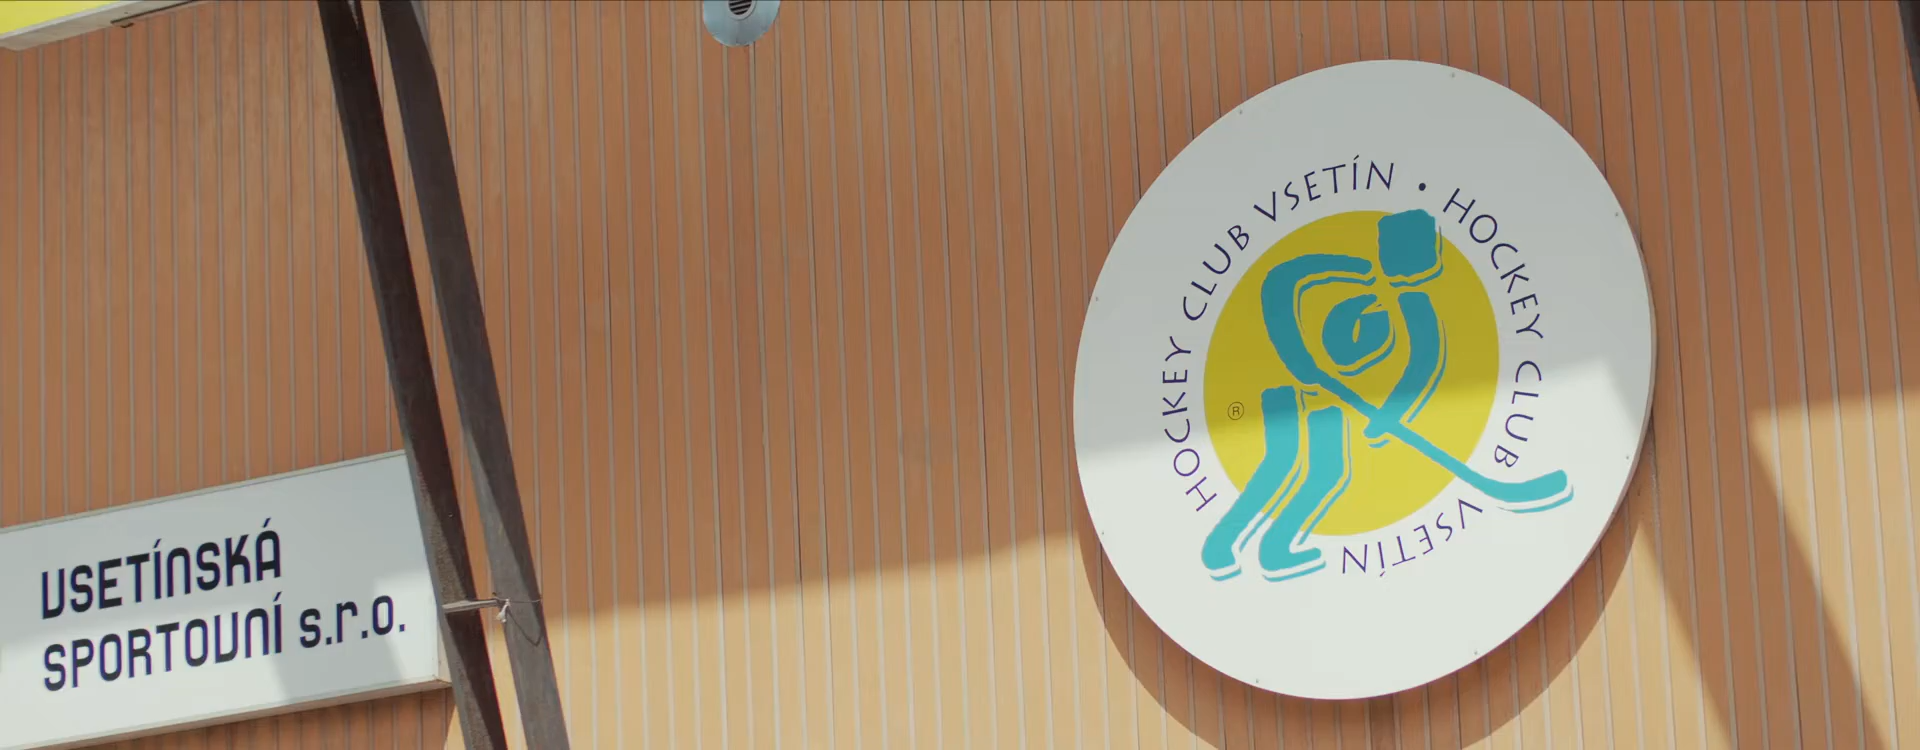 VSETÍNSKÁ
SPORTOVNÍ s.r.o.
HOCKEY CLUB VSETÍN • HOCKEY CLUB VSETÍN
®